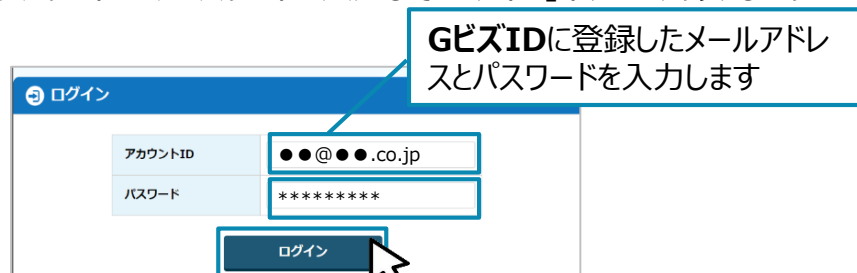 GビズIDに登録したメールアドレ
スとパスワードを入力します
ログイン
アカウントID
●●@●●.co.jp
パスワード
*********
ログイン